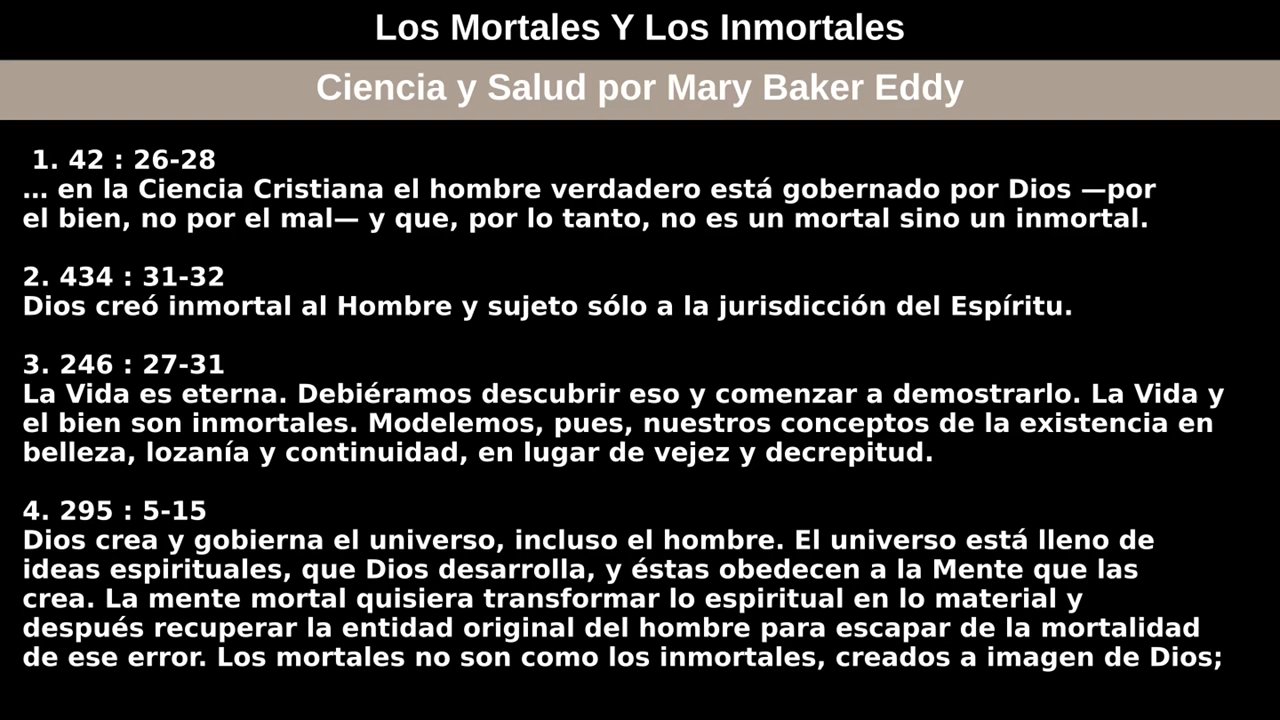 Los Mortales Y Los Inmortales
Ciencia y Salud por Mary Baker Eddy
1. 42 : 26-28
… en la Ciencia Cristiana el hombre verdadero está gobernado por Dios —por
el bien, no por el mal— y que, por lo tanto, no es un mortal sino un inmortal.
2. 434 : 31-32
Dios creó inmortal al Hombre y sujeto sólo a la jurisdicción del Espíritu.
3. 246 : 27-31
La Vida es eterna. Debiéramos descubrir eso y comenzar a demostrarlo. La Vida y
el bien son inmortales. Modelemos, pues, nuestros conceptos de la existencia en
belleza, lozanía y continuidad, en lugar de vejez y decrepitud.
4. 295 : 5-15
Dios crea y gobierna el universo, incluso el hombre. El universo está lleno de
ideas espirituales, que Dios desarrolla, y éstas obedecen a la Mente que las
crea. La mente mortal quisiera transformar lo espiritual en lo material y
después recuperar la entidad original del hombre para escapar de la mortalidad
de ese error. Los mortales no son como los inmortales, creados a imagen de Dios;